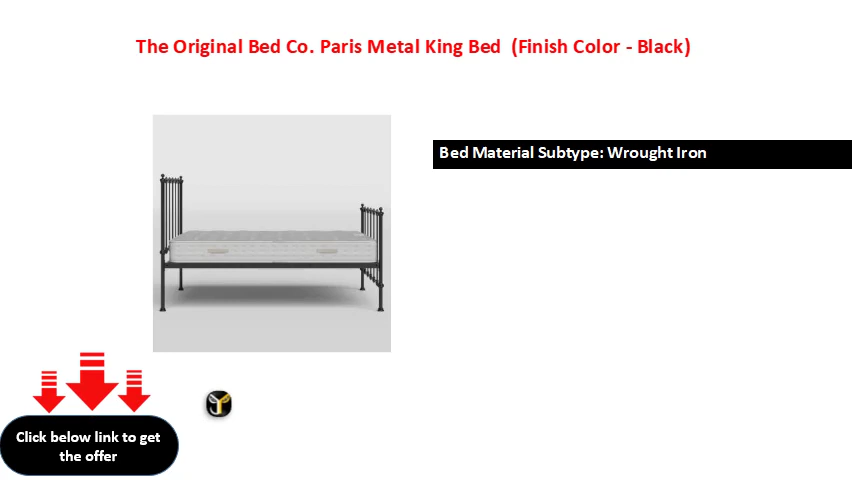 The Original Bed Co. Paris Metal King Bed (Finish Color - Black)
Bed Material Subtype: Wrought Iron
Click below link to get
the offer